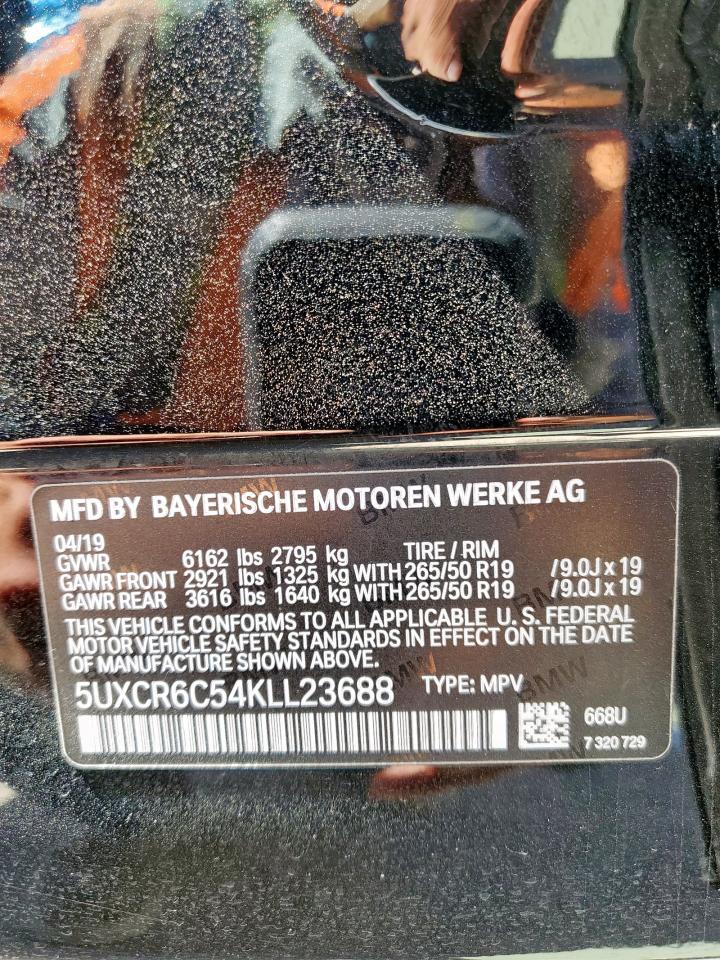 MFD BY BAYERISCHE MOTOREN WERKE AG
04/19
GVWR 6162 lbs 2795 kg TIRE / RIM
GAWR FRONT 2921 lbs 1325 kg WITH 265/50 R19 /9.0J x 19
GAWR REAR 3616 lbs 1640 kg WITH 265/50 R19 /9.0J x 19
THIS VEHICLE CONFORMS TO ALL APPLICABLE U. S. FEDERAL
MOTOR VEHICLE SAFETY STANDARDS IN EFFECT ON THE DATE
OF MANUFACTURE SHOWN ABOVE.
5UXCR6C54KLL23688 TYPE: MPV
668U
7 320 729